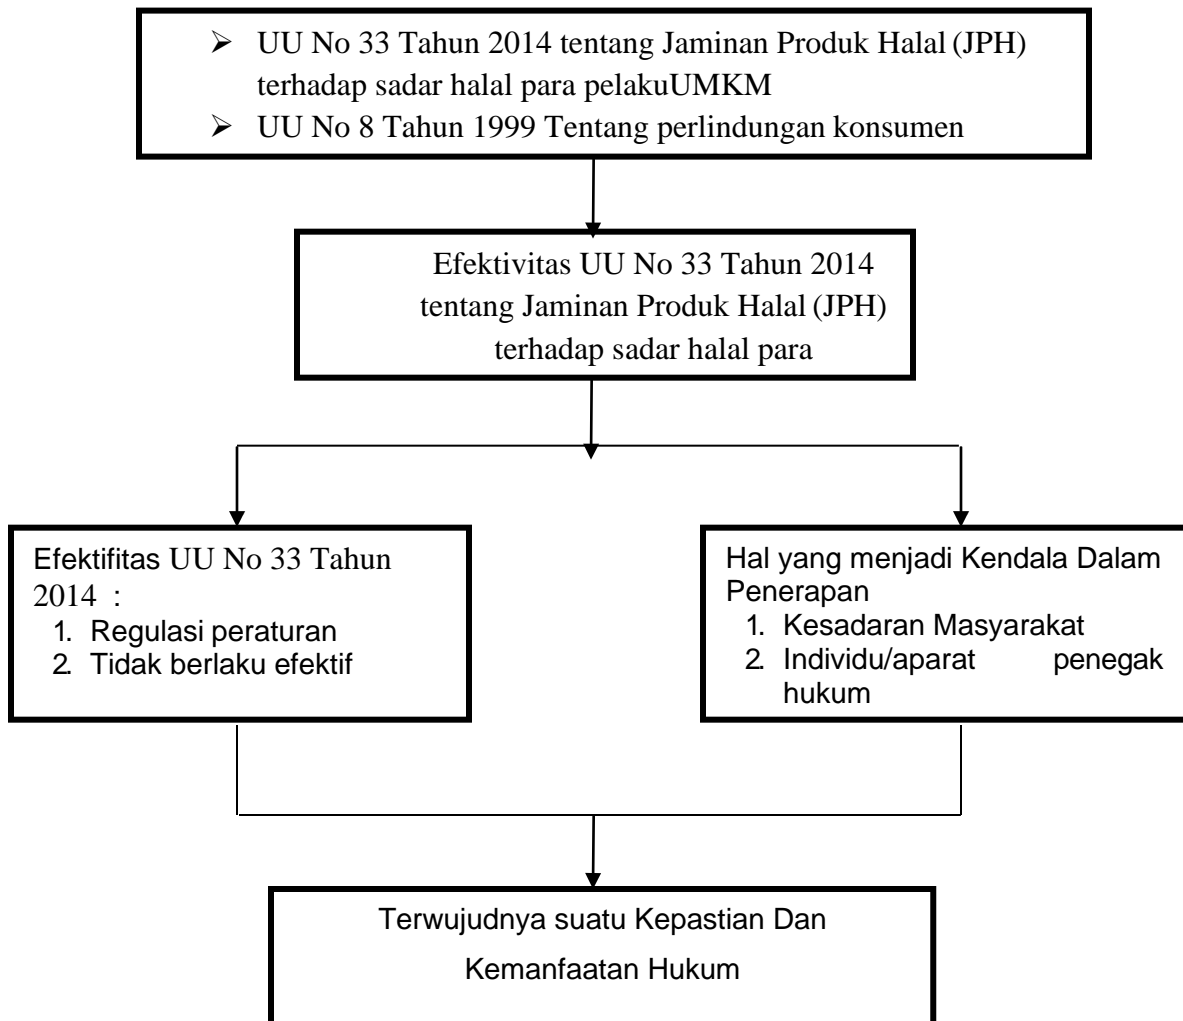 ➢ UU No 33 Tahun 2014 tentang Jaminan Produk Halal (JPH)
terhadap sadar halal para pelakuUMKM
➢ UU No 8 Tahun 1999 Tentang perlindungan konsumen
Efektivitas UU No 33 Tahun 2014
tentang Jaminan Produk Halal (JPH)
terhadap sadar halal para
Efektifitas UU No 33 Tahun
2014 :
1. Regulasi peraturan
2. Tidak berlaku efektif
Hal yang menjadi Kendala Dalam
Penerapan
1. Kesadaran Masyarakat
2. Individu/aparat penegak
hukum
Terwujudnya suatu Kepastian Dan
Kemanfaatan Hukum